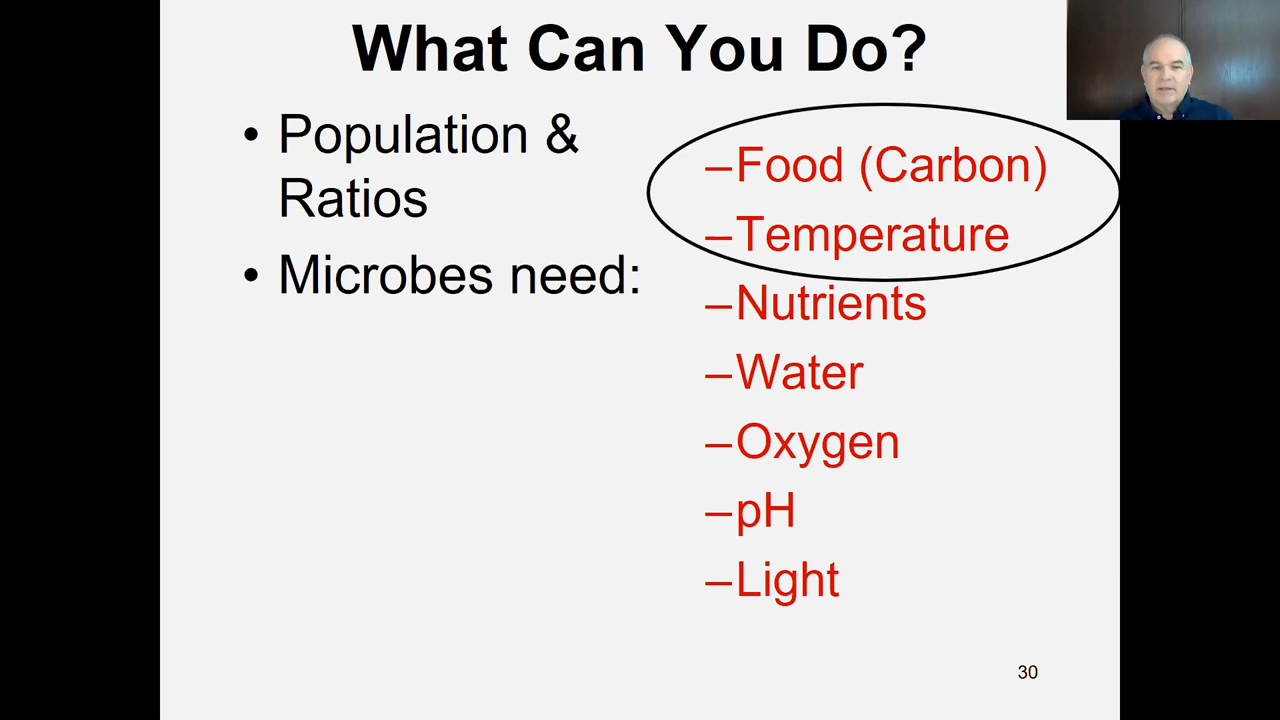 What Can You Do?
• Population &
Ratios
• Microbes need:
–Food (Carbon)
–Temperature
–Nutrients
–Water
–Oxygen
–pH
–Light
30